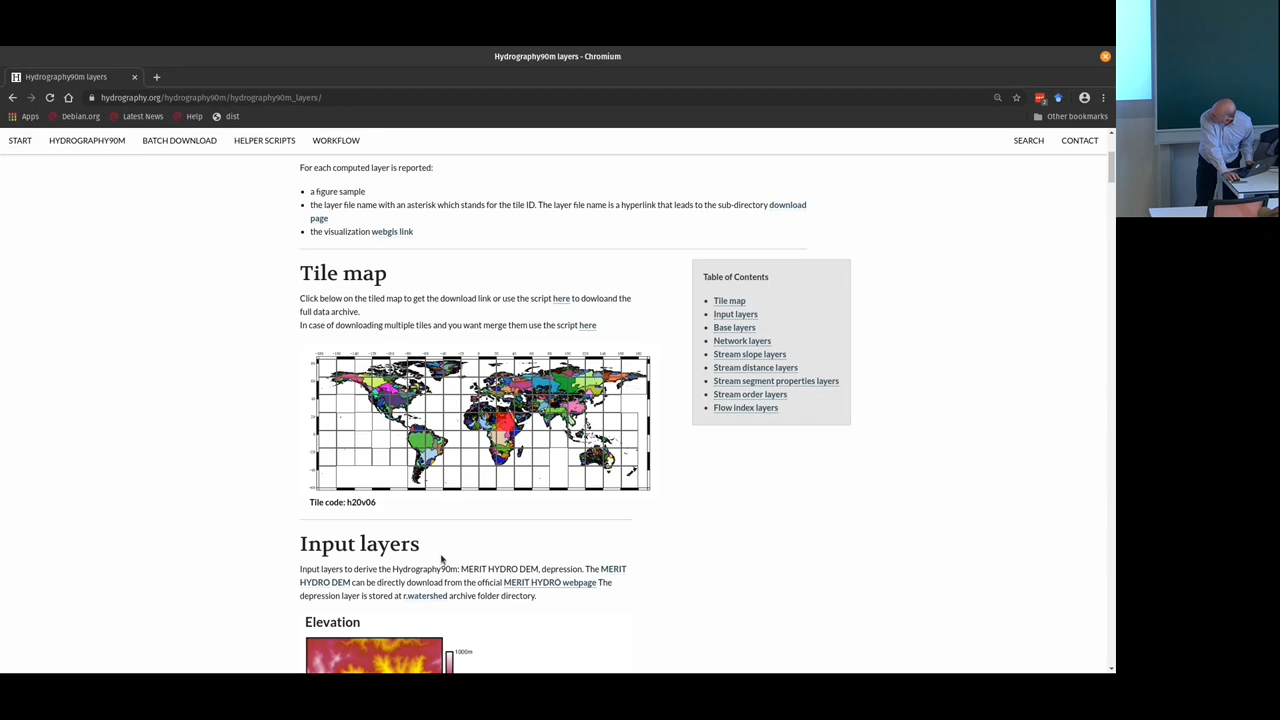 Hydrography90m layers - Chromium
Hydrography90m layers
hydrography.org/hydrography90m/hydrography90m_layers/
Apps
Debian.org
Latest News
Help
dist
Other bookmarks
START
HYDROGRAPHY90M
BATCH DOWNLOAD
HELPER SCRIPTS
WORKFLOW
SEARCH
CONTACT
For each computed layer is reported:
a figure sample
the layer file name with an asterisk which stands for the tile ID. The layer file name is a hyperlink that leads to the sub-directory download
page
the visualization webgis link
Tile map
Click below on the tiled map to get the download link or use the script here to dowloand the
full data archive.
In case of downloading multiple tiles and you want merge them use the script here
Tile code: h20v06
Table of Contents
Tile map
Input layers
Base layers
Network layers
Stream slope layers
Stream distance layers
Stream segment properties layers
Stream order layers
Flow index layers
Input layers
Input layers to derive the Hydrography90m: MERIT HYDRO DEM, depression. The MERIT
HYDRO DEM can be directly download from the official MERIT HYDRO webpage The
depression layer is stored at r.watershed archive folder directory.
Elevation
1000m